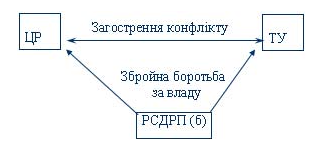 Загострення конфлікту
ЦР
ТУ
Збройна боротьба
за владу
РСДРП (б)